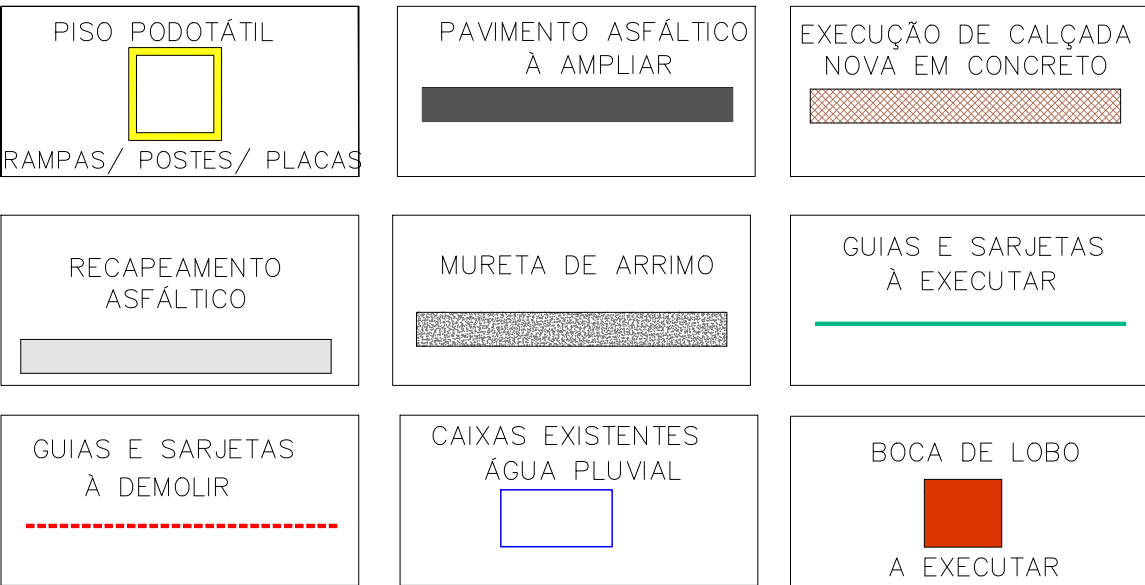 PISO PODOTÁTIL
RAMPAS/ POSTES/ PLACAS
PAVIMENTO ASFÁLTICO
À AMPLIAR
EXECUÇÃO DE CALÇADA
NOVA EM CONCRETO
RECAPEAMENTO
ASFÁLTICO
MURETA DE ARRIMO
GUIAS E SARJETAS
À EXECUTAR
GUIAS E SARJETAS
À DEMOLIR
CAIXAS EXISTENTES
ÁGUA PLUVIAL
BOCA DE LOBO
A EXECUTAR